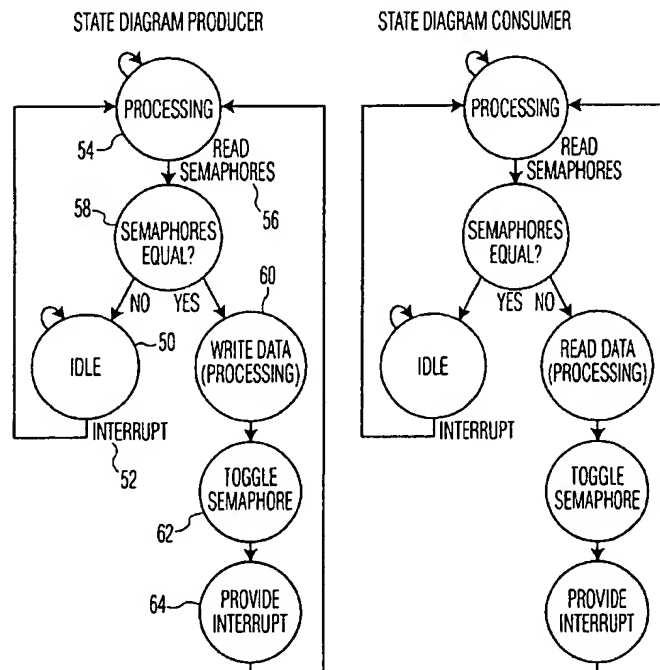 STATE DIAGRAM PRODUCER
PROCESSING
54
READ
SEMAPHORES
56
58
SEMAPHORES
EQUAL?
NO
YES
60
50
IDLE
WRITE DATA
(PROCESSING)
INTERRUPT
52
TOGGLE
SEMAPHORE
62
64
PROVIDE
INTERRUPT
STATE DIAGRAM CONSUMER
PROCESSING
READ
SEMAPHORES
SEMAPHORES
EQUAL?
YES
NO
IDLE
READ DATA
(PROCESSING)
INTERRUPT
TOGGLE
SEMAPHORE
PROVIDE
INTERRUPT